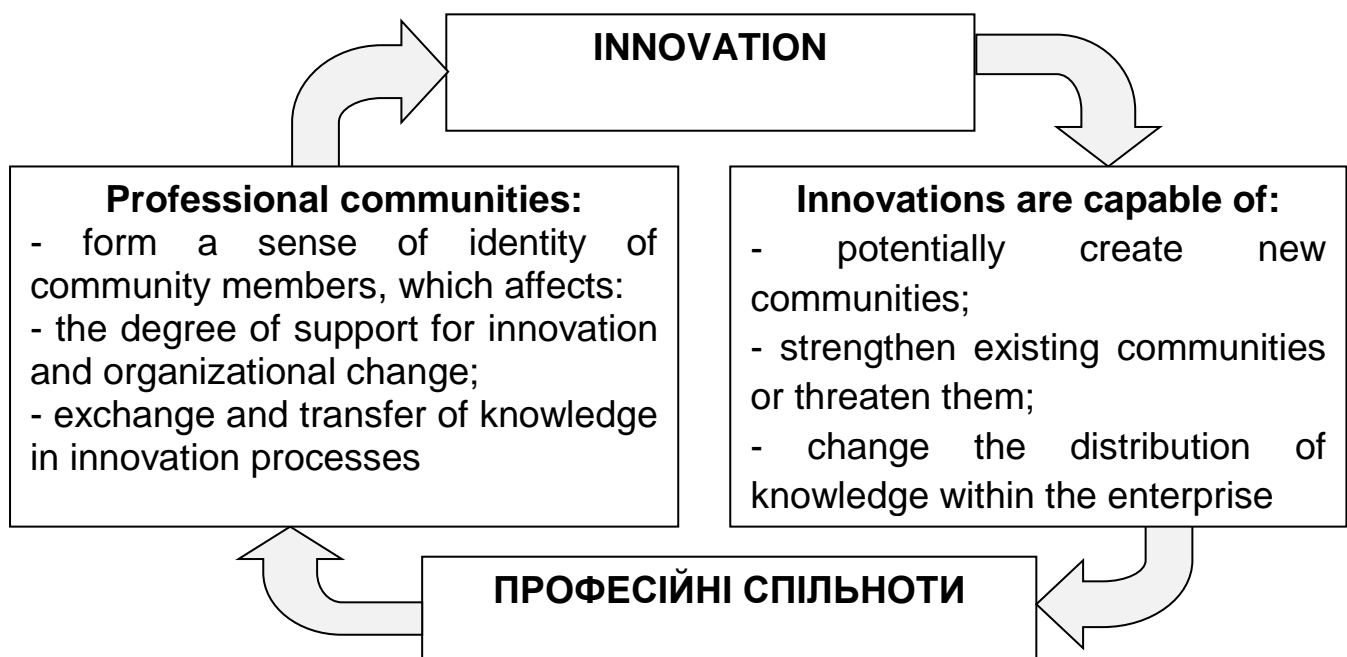 INNOVATION
Professional communities:
- form a sense of identity of
community members, which affects:
- the degree of support for innovation
and organizational change;
- exchange and transfer of knowledge
in innovation processes
Innovations are capable of:
- potentially create new
communities;
- strengthen existing communities
or threaten them;
- change the distribution of
knowledge within the enterprise
ПРОФЕСІЙНІ СПІЛЬНОТИ